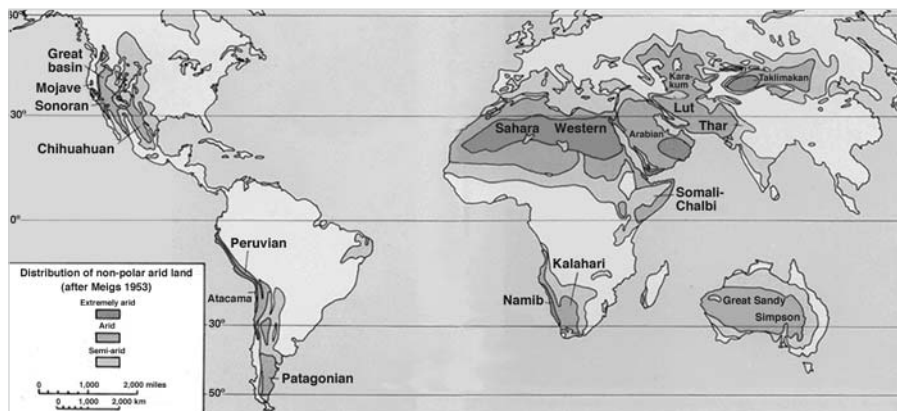 60°
Great
basin
Mojave
Sonoran
30°
Chihuahuan
Kara-
kum
Taklimakan
Lut
Sahara
Western
Arabian
Thar
Somali-
Chalbi
0°
Peruvian
Atacama
Kalahari
Namib
Great Sandy
Simpson
30°
Patagonian
50°
Distribution of non-polar arid land
(after Meigs 1953)
Extremely arid
Arid
Semi-arid
0 1,000 2,000 miles
0 1,000 2,000 km